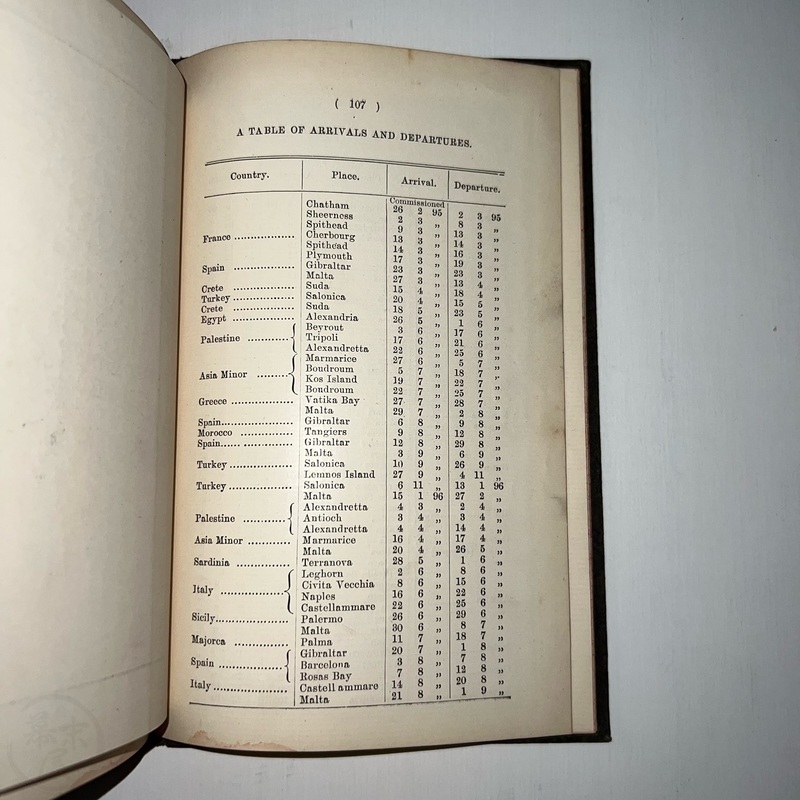 ( 107 )
A TABLE OF ARRIVALS AND DEPARTURES.
Country. Place. Arrival. Departure.
Commissioned
Chatham 26 2 95 2 3 95
Sheerness 2 3 „ 8 3 „
Spithead 9 3 „ 13 3 „
France ................ Cherbourg 13 3 „ 14 3 „
Spithead 14 3 „ 16 3 „
Plymouth 17 3 „ 19 3 „
Spain ................ Gibraltar 23 3 „ 23 3 „
Malta 27 3 „ 13 4 „
Crete ................ Suda 15 4 „ 18 4 „
Turkey ................ Salonica 20 4 „ 15 5 „
Crete ................ Suda 18 5 „ 23 5 „
Egypt ................ Alexandria 26 5 „ 1 6 „
Beyrout 3 6 „ 17 6 „
Palestine ........... Tripoli 17 6 „ 21 6 „
Alexandretta 22 6 „ 25 6 „
Marmarice 27 6 „ 5 7 „
Boudroum 5 7 „ 18 7 „
Asia Minor ......... Kos Island 19 7 „ 22 7 „
Bondroum 22 7 „ 25 7 „
Greece ................ Vatika Bay 27 7 „ 28 7 „
Malta 29 7 „ 2 8 „
Spain.................. Gibraltar 6 8 „ 9 8 „
Morocco .............. Tangiers 9 8 „ 12 8 „
Spain.................. Gibraltar 12 8 „ 29 8 „
Malta 3 9 „ 6 9 „
Turkey ................ Salonica 10 9 „ 26 9 „
Lemnos Island 27 9 „ 4 11 „
Turkey ................ Salonica 6 11 „ 13 1 96
Malta 15 1 96 27 2 „
Alexandretta 4 3 „ 2 4 „
Palestine ............ Antioch 3 4 „ 3 4 „
Alexandretta 4 4 „ 14 4 „
Asia Minor ........... Marmarice 16 4 „ 17 4 „
Malta 20 4 „ 26 5 „
Sardinia .............. Terranova 28 5 „ 1 6 „
Leghorn 2 6 „ 8 6 „
Civita Vecchia 8 6 „ 15 6 „
Italy ................. Naples 16 6 „ 22 6 „
Castellammare 22 6 „ 25 6 „
Sicily.................. Palermo 26 6 „ 29 6 „
Malta 30 6 „ 8 7 „
Majorca .............. Palma 11 7 „ 18 7 „
Gibraltar 20 7 „ 1 8 „
Spain ................. Barcelona 3 8 „ 7 8 „
Rosas Bay 7 8 „ 12 8 „
Italy .................. Castell ammare 14 8 „ 20 8 „
Malta 21 8 „ 1 9 „